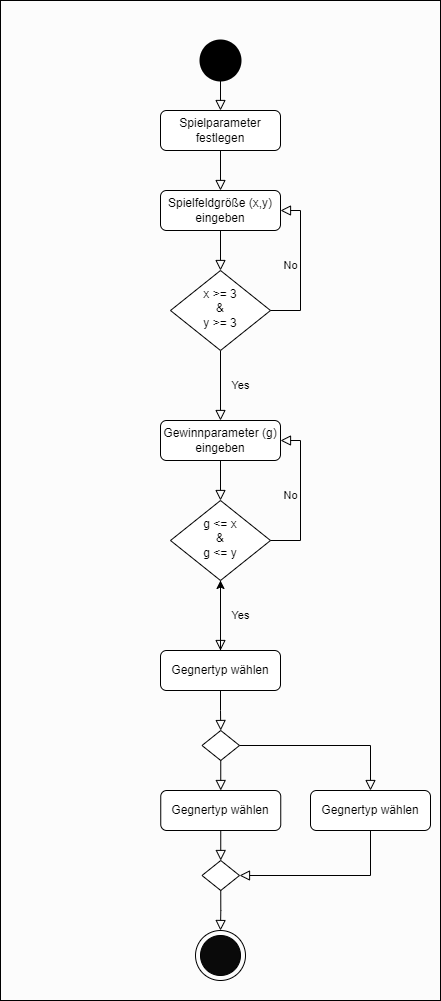 Spielparameter
festlegen
Spielfeldgröße (x,y)
eingeben
No
x >= 3
&
y >= 3
Yes
Gewinnparameter (g)
eingeben
No
g <= x
&
g <= y
Yes
Gegnertyp wählen
Gegnertyp wählen
Gegnertyp wählen